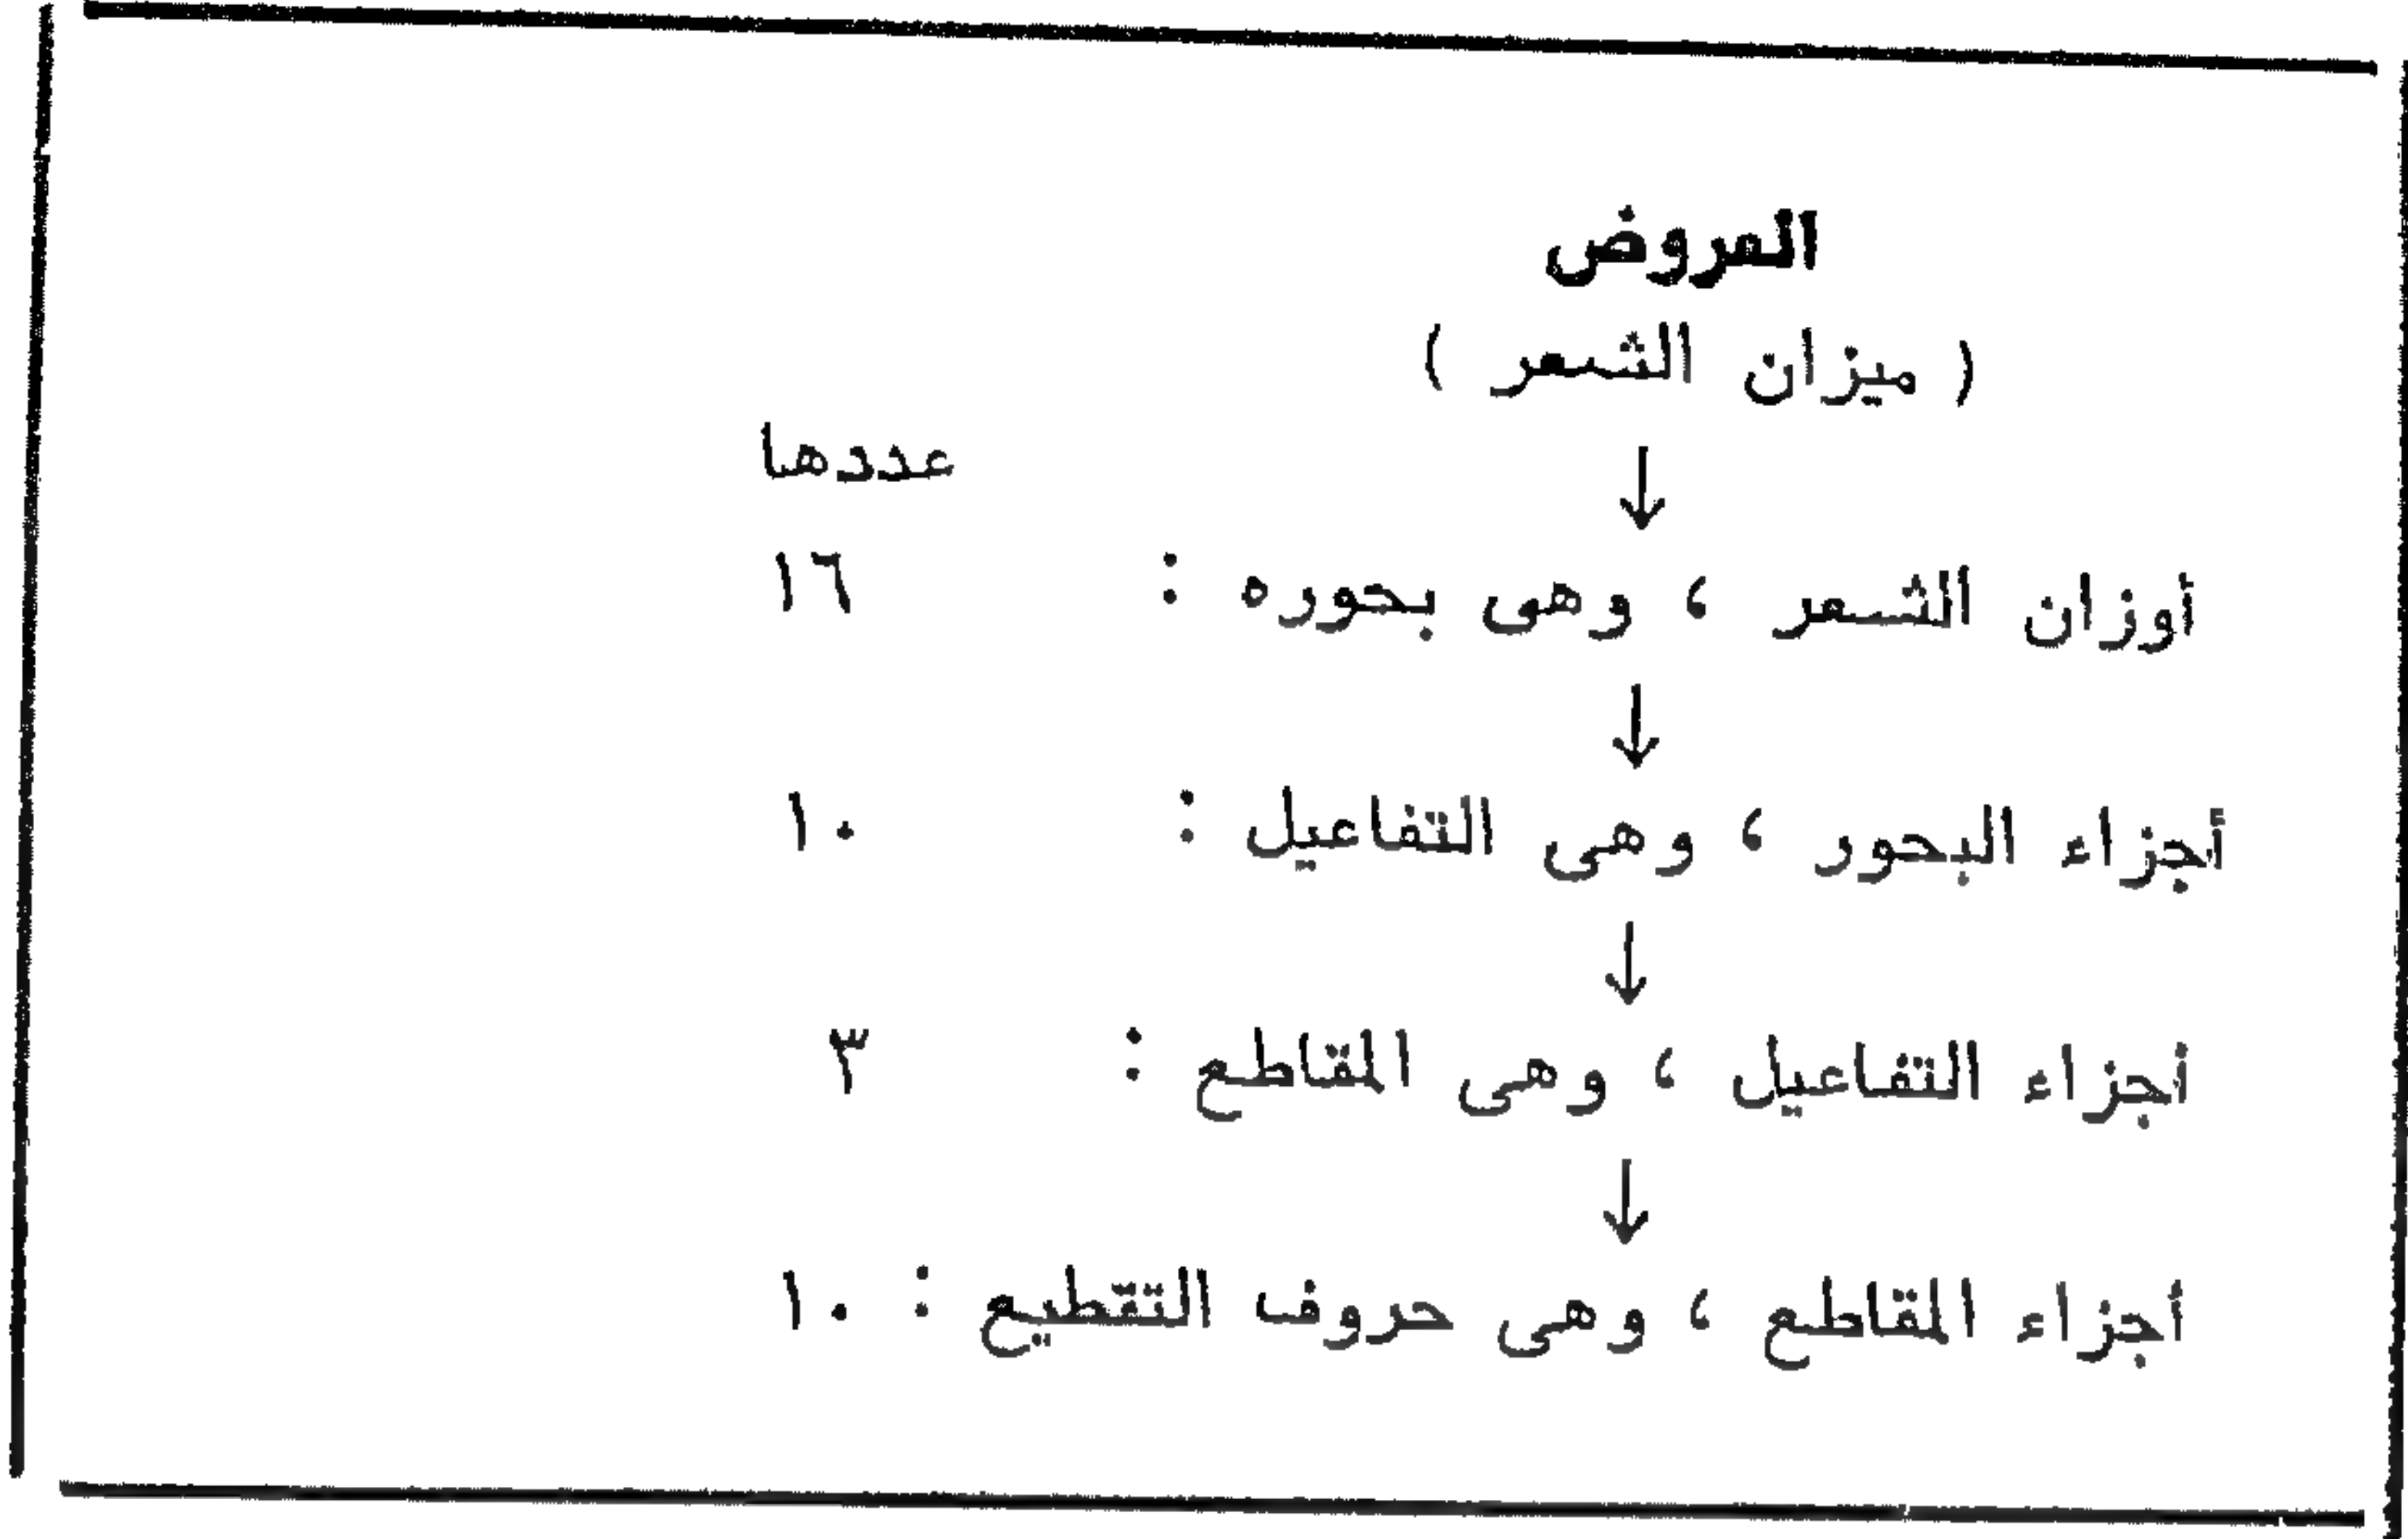 العروض
( ميزان الشعر )
عددها
أوزان الشعر ، وهى بحوره : ١٦
أجزاء البحور ، وهى التفاعيل : ١٠
أجزاء التفاعيل ، وهى المقاطع : ٣
أجزاء المقاطع ، وهى حروف التقطيع : ١٠